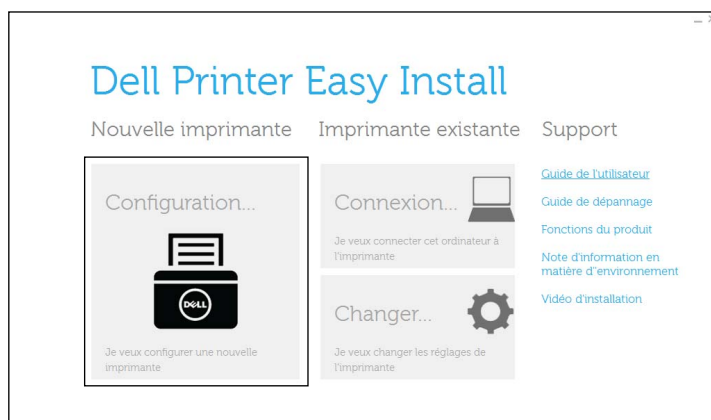 Dell Printer Easy Install
Nouvelle imprimante
Imprimante existante
Support
Configuration...
DELL
Je veux configurer une nouvelle
imprimante
Connexion...
Je veux connecter cet ordinateur à
l'imprimante
Changer...
Je veux changer les réglages de
l'imprimante
Guide de l'utilisateur
Guide de dépannage
Fonctions du produit
Note d'information en
matière d''environnement
Vidéo d'installation